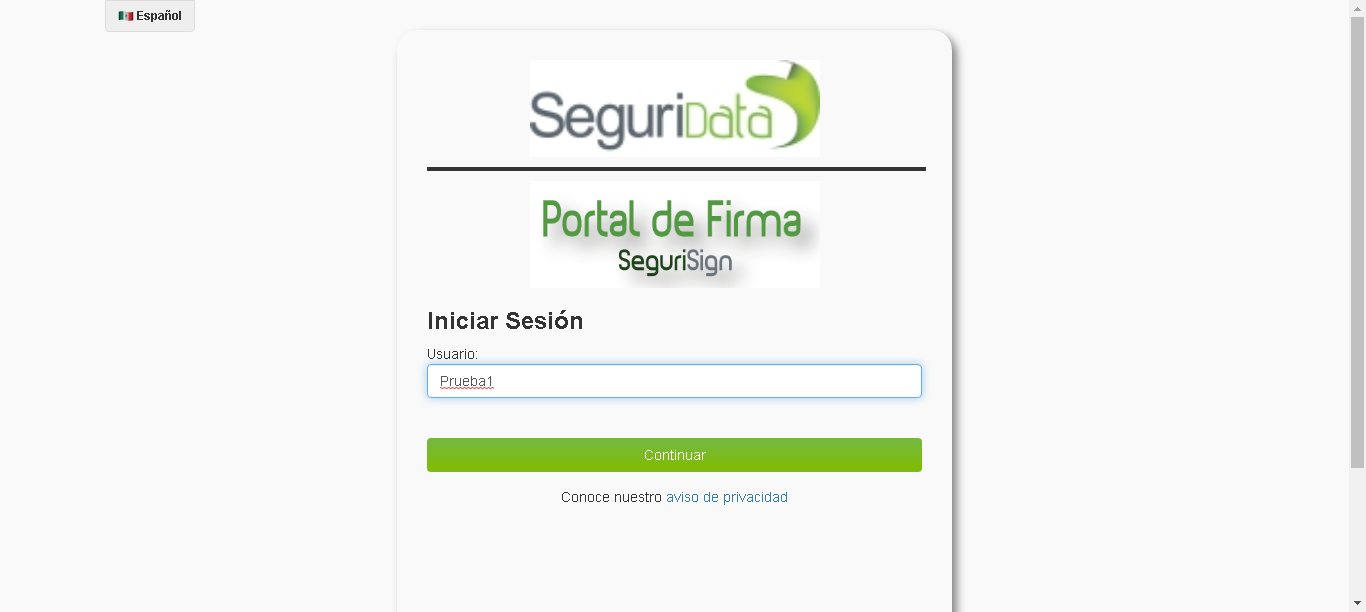 Español
SeguriData
Portal de Firma
SeguriSign
Iniciar Sesión
Usuario:
Prueba1
Continuar
Conoce nuestro aviso de privacidad